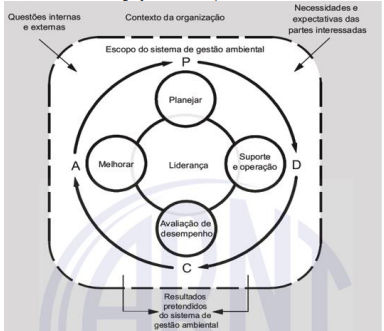 Questões internas
e externas
Contexto da organização
Necessidades e
expectativas das
partes interessadas
Escopo do sistema de gestão ambiental
P
Planejar
A
Melhorar
Liderança
Suporte
e operação
D
Avaliação de
desempenho
C
Resultados
pretendidos
do sistema de
gestão ambiental